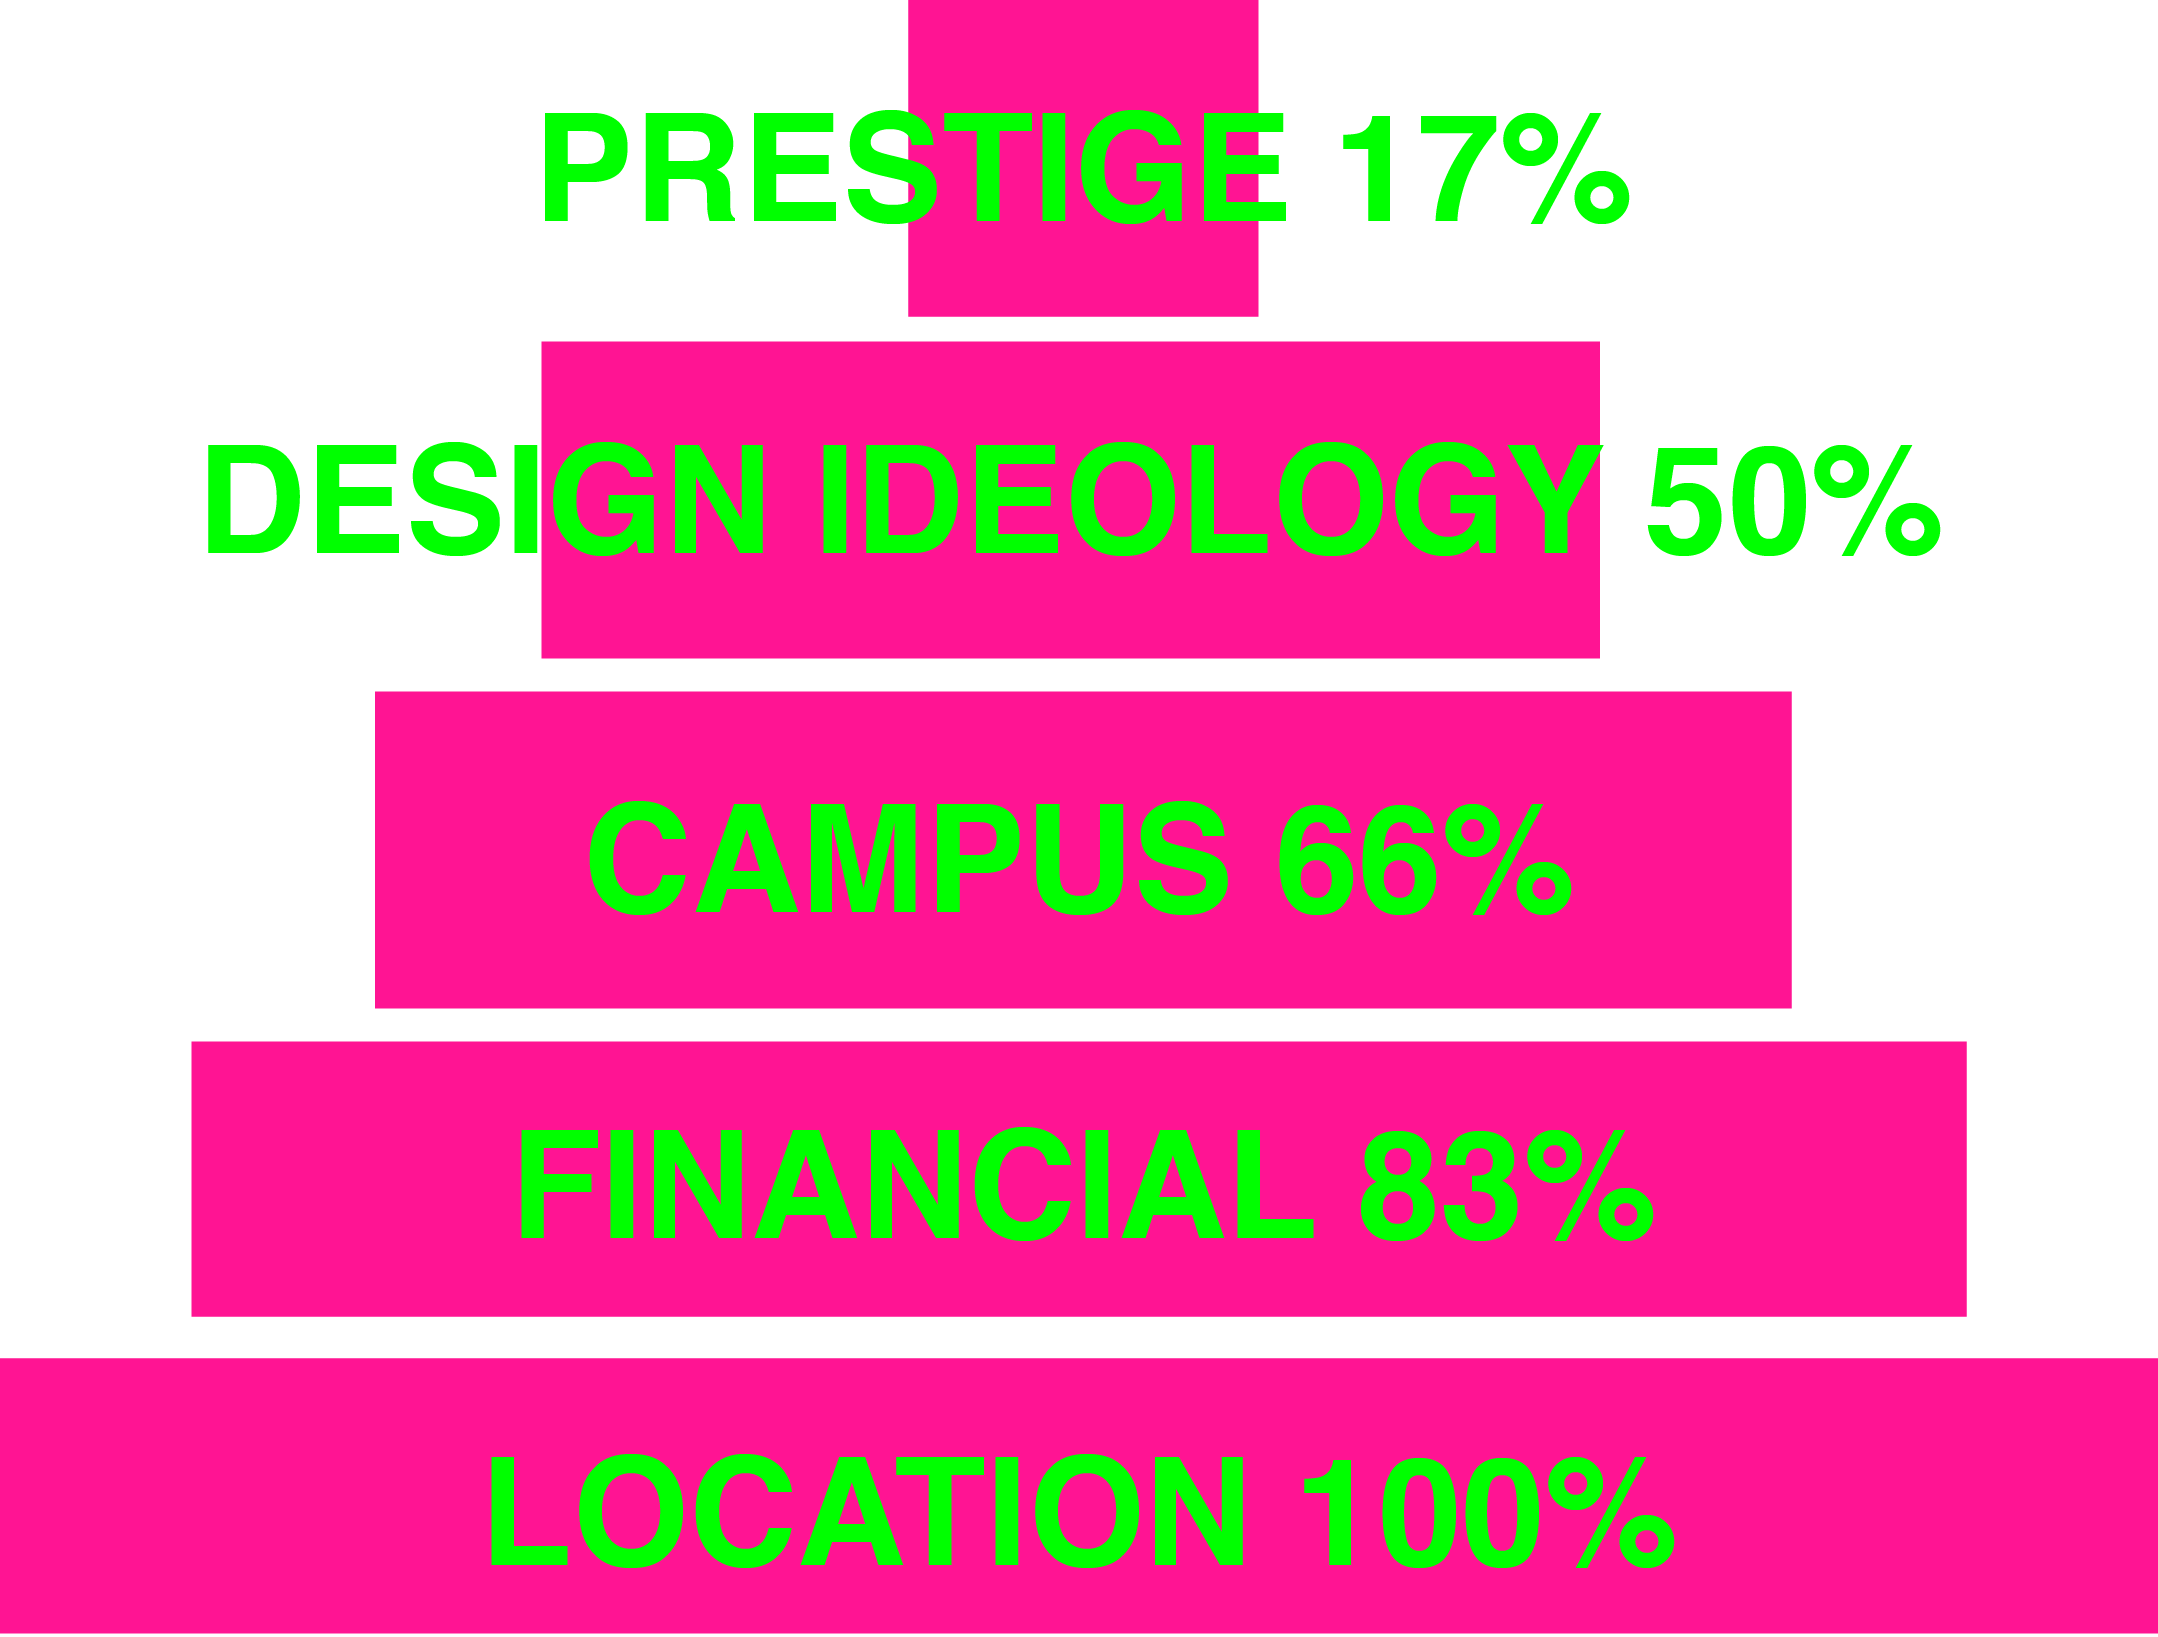 PRESTIGE 17%
DESIGN IDEOLOGY 50%
CAMPUS 66%
FINANCIAL 83%
LOCATION 100%